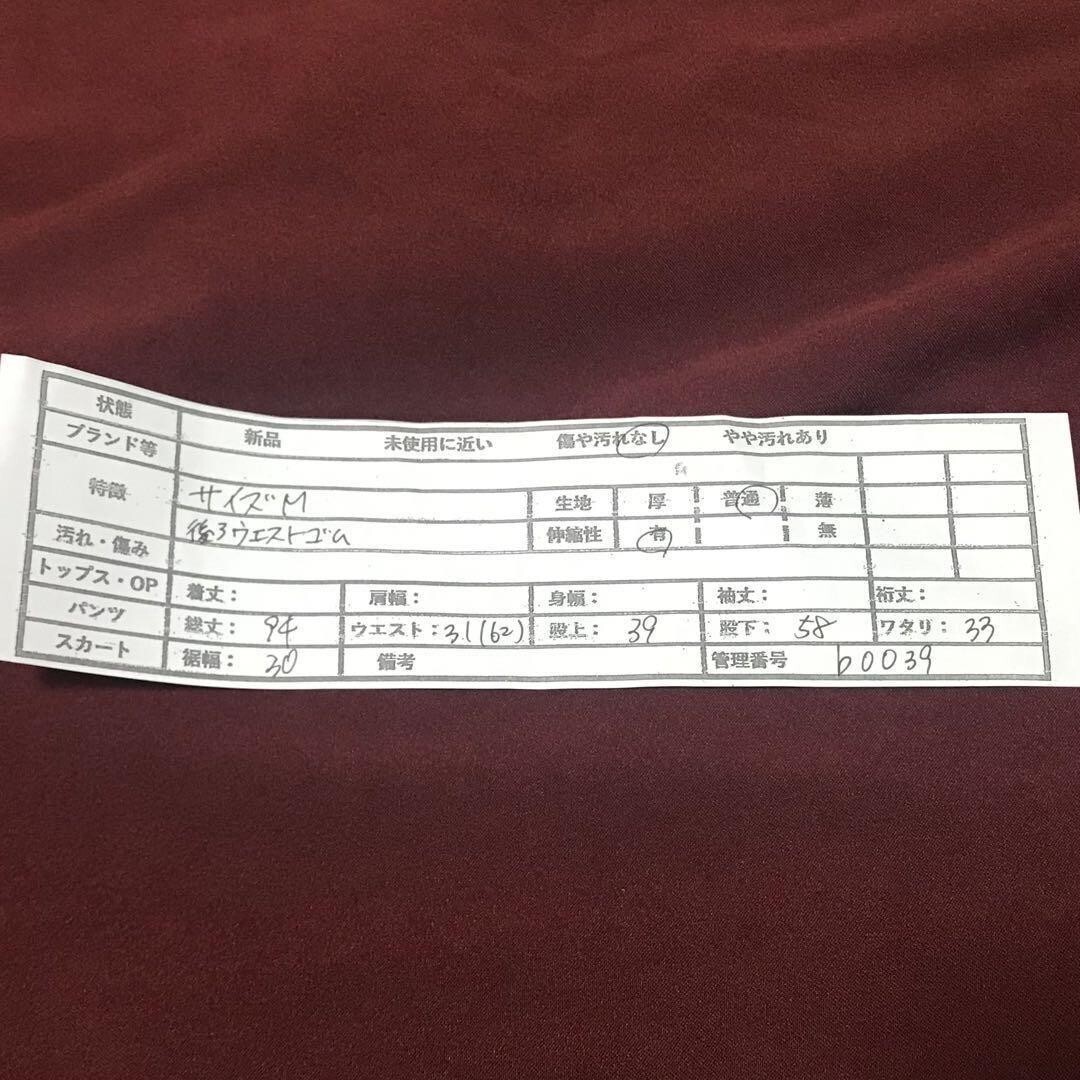 状態
ブランド等 新品 未使用に近い 傷や汚れなし やや汚れあり
特徴 サイズM 生地 厚 普通 薄
後ろウエストゴム 伸縮性 有 無
汚れ・傷み
トップス・OP 着丈: 肩幅: 身幅: 袖丈: 裄丈:
パンツ 総丈: 94 ウエスト: 31(62) 股上: 39 股下: 58 ワタリ: 33
スカート 裾幅: 30 備考 管理番号 b0039